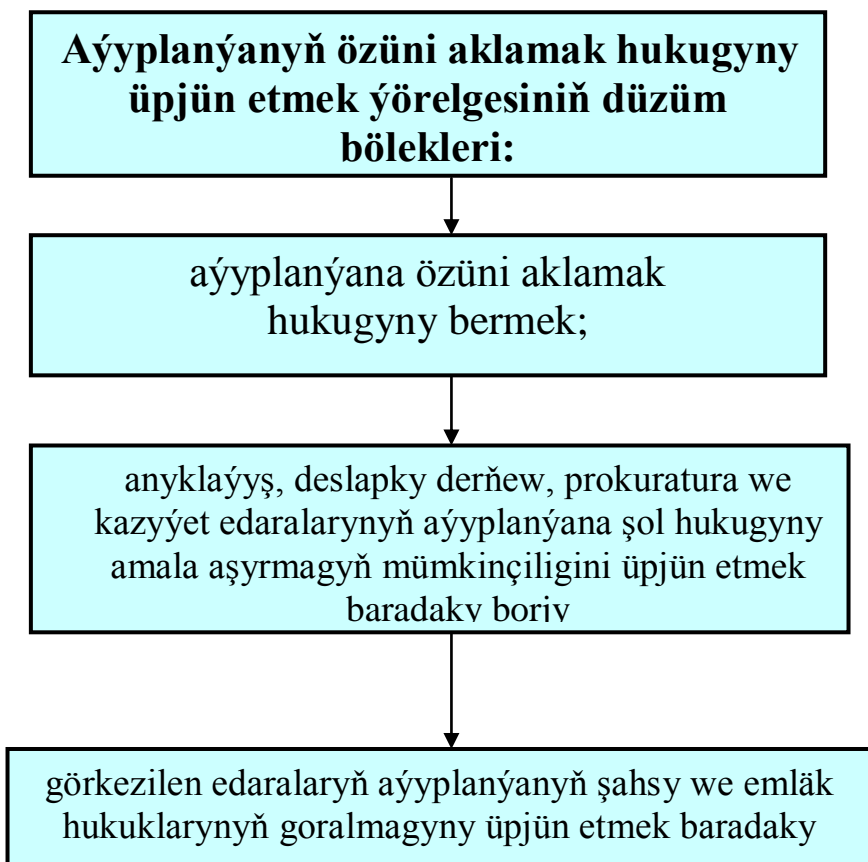 Aýyplanýanyň özüni aklamak hukugyny
üpjün etmek ýörelgesiniň düzüm
bölekleri:
aýyplanýana özüni aklamak
hukugyny bermek;
anyklaýyş, deslapky derňew, prokuratura we
kazyýet edaralarynyň aýyplanýana şol hukugyny
amala aşyrmagyň mümkinçiligini üpjün etmek
baradaky borjy
görkezilen edaralaryň aýyplanýanyň şahsy we emläk
hukuklarynyň goralmagyny üpjün etmek baradaky